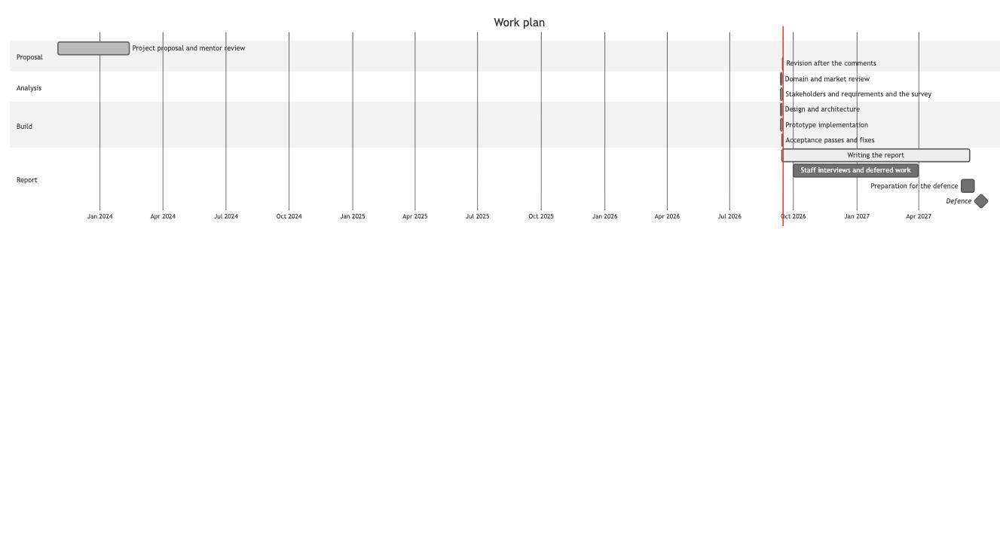 Work plan
Proposal
Project proposal and mentor review
Revision after the comments
Analysis
Domain and market review
Stakeholders and requirements and the survey
Build
Design and architecture
Prototype implementation
Acceptance passes and fixes
Report
Writing the report
Staff interviews and deferred work
Preparation for the defence
Defence
Jan 2024 Apr 2024 Jul 2024 Oct 2024 Jan 2025 Apr 2025 Jul 2025 Oct 2025 Jan 2026 Apr 2026 Jul 2026 Oct 2026 Jan 2027 Apr 2027